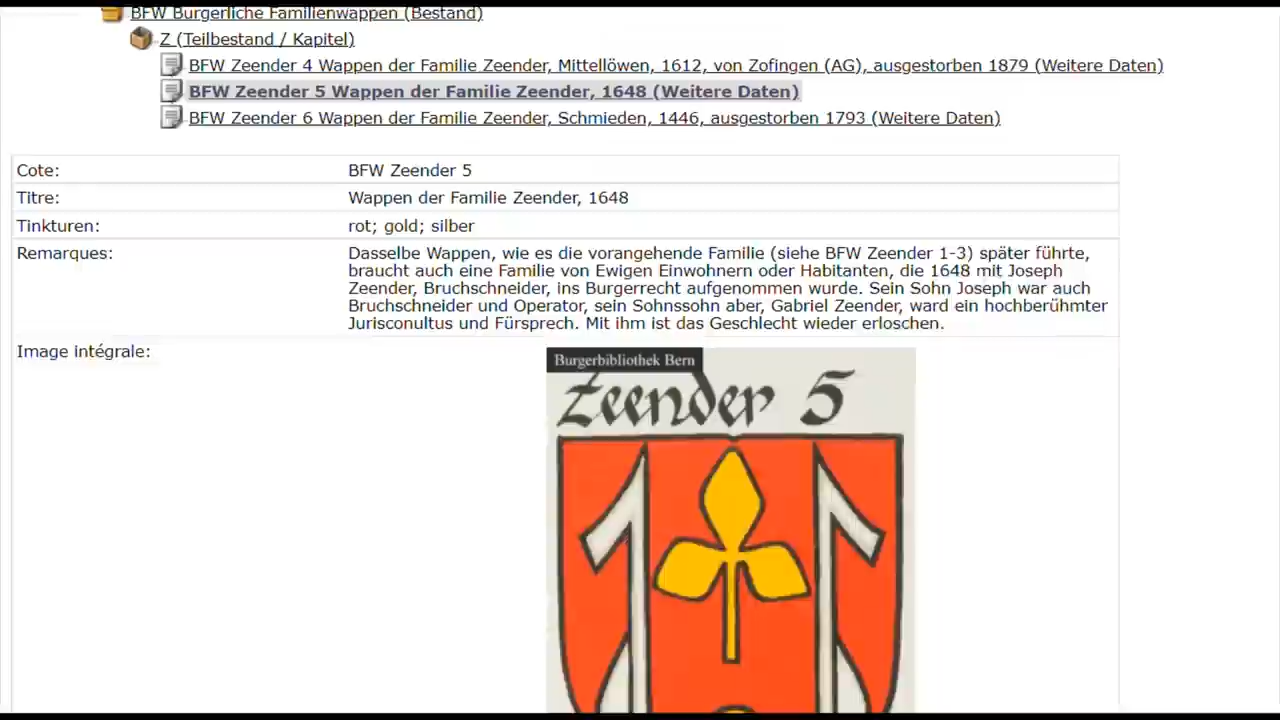 BFW Burgerliche Familienwappen (Bestand)
Z (Teilbestand / Kapitel)
BFW Zeender 4 Wappen der Familie Zeender, Mittellöwen, 1612, von Zofingen (AG), ausgestorben 1879 (Weitere Daten)
BFW Zeender 5 Wappen der Familie Zeender, 1648 (Weitere Daten)
BFW Zeender 6 Wappen der Familie Zeender, Schmieden, 1446, ausgestorben 1793 (Weitere Daten)
Cote: BFW Zeender 5
Titre: Wappen der Familie Zeender, 1648
Tinkturen: rot; gold; silber
Remarques: Dasselbe Wappen, wie es die vorangehende Familie (siehe BFW Zeender 1-3) später führte,
braucht auch eine Familie von Ewigen Einwohnern oder Habitanten, die 1648 mit Joseph
Zeender, Bruchschneider, ins Burgerrecht aufgenommen wurde. Sein Sohn Joseph war auch
Bruchschneider und Operator, sein Sohnssohn aber, Gabriel Zeender, ward ein hochberühmter
Jurisconultus und Fürsprech. Mit ihm ist das Geschlecht wieder erloschen.
Image intégrale:
Burgerbibliothek Bern
Zeender 5